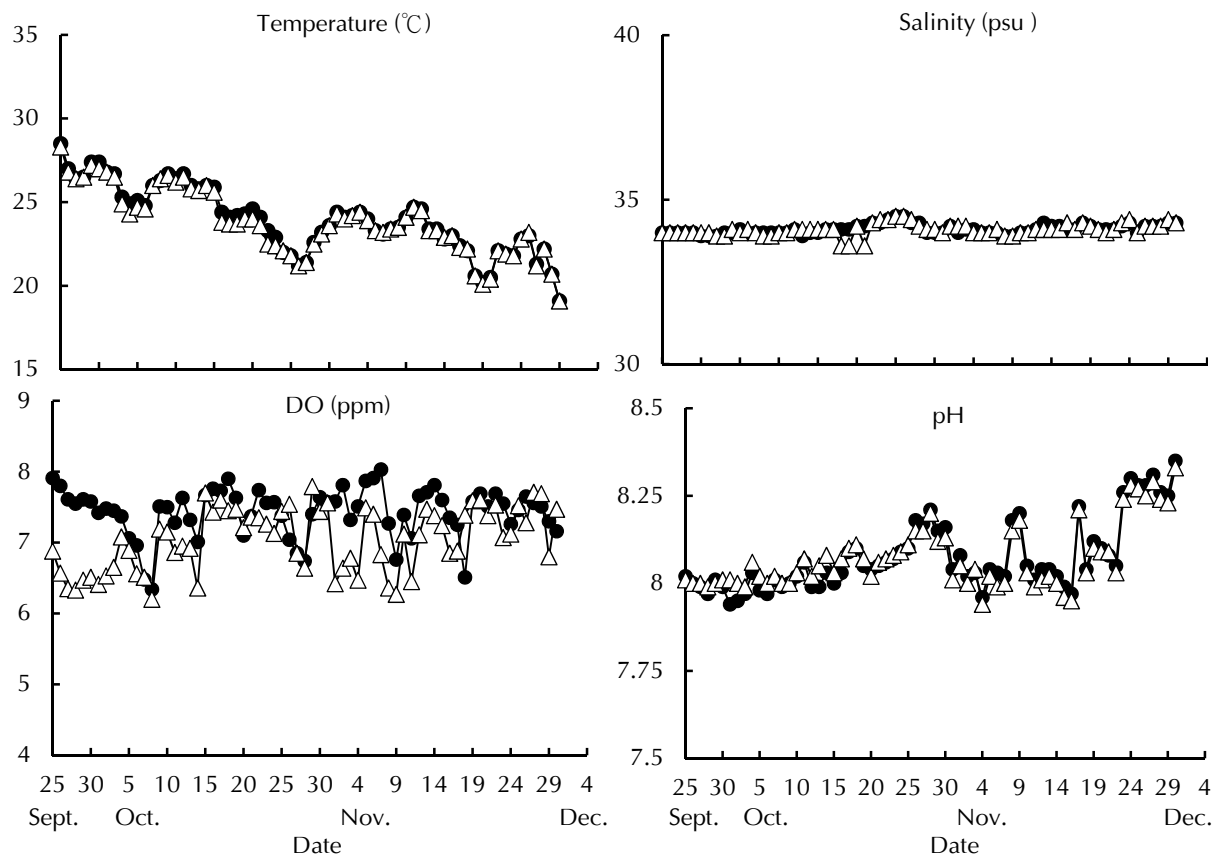 Temperature (℃)
35
30
25
20
15
Salinity (psu )
40
35
30
DO (ppm)
9
8
7
6
5
4
25 30 5 10 15 20 25 30 4 9 14 19 24 29 4
Sept. Oct. Nov. Dec.
Date
pH
8.5
8.25
8
7.75
7.5
25 30 5 10 15 20 25 30 4 9 14 19 24 29 4
Sept. Oct. Nov. Dec.
Date